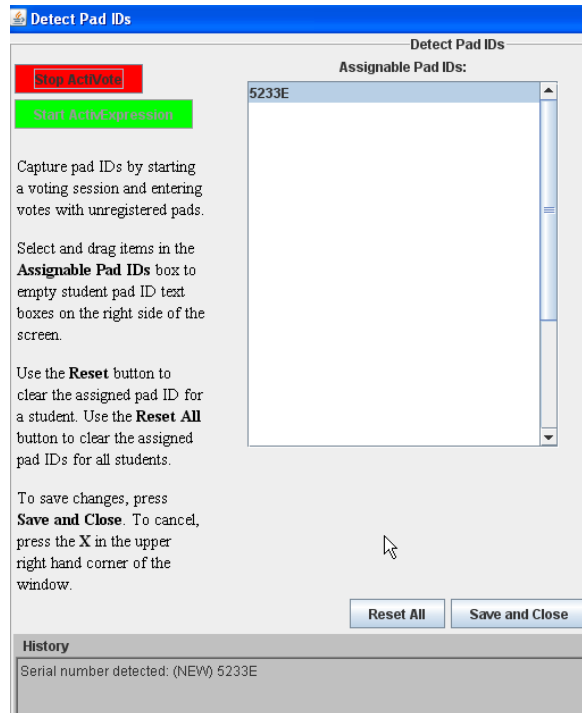 Detect Pad IDs
Detect Pad IDs
Stop ActiVote
Start ActivExpression
Capture pad IDs by starting
a voting session and entering
votes with unregistered pads.
Select and drag items in the
Assignable Pad IDs box to
empty student pad ID text
boxes on the right side of the
screen.
Use the Reset button to
clear the assigned pad ID for
a student. Use the Reset All
button to clear the assigned
pad IDs for all students.
To save changes, press
Save and Close. To cancel,
press the X in the upper
right hand corner of the
window.
Assignable Pad IDs:
5233E
Reset All
Save and Close
History
Serial number detected: (NEW) 5233E